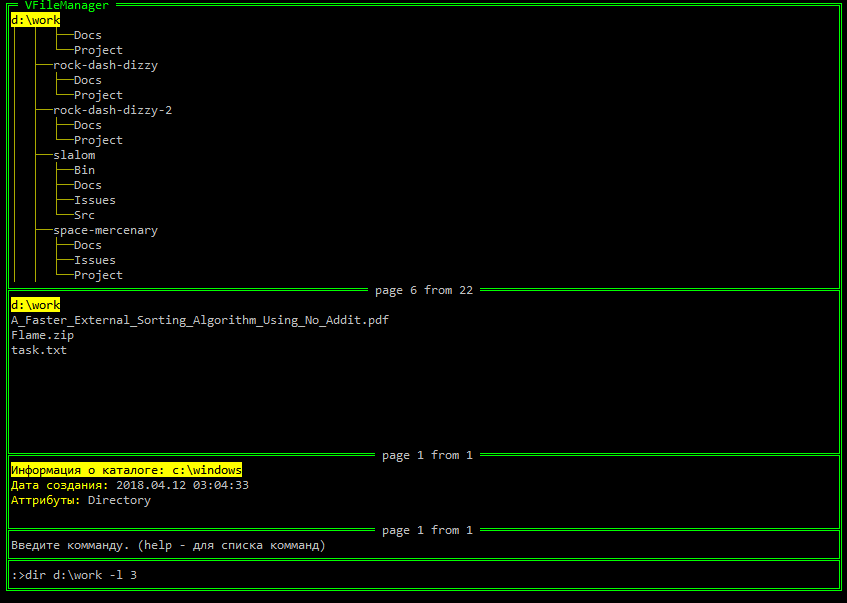 VFileManager
d:\work
Docs
Project
rock-dash-dizzy
Docs
Project
rock-dash-dizzy-2
Docs
Project
slalom
Bin
Docs
Issues
Src
space-mercenary
Docs
Issues
Project
page 6 from 22
d:\work
A_Faster_External_Sorting_Algorithm_Using_No_Addit.pdf
Flame.zip
task.txt
page 1 from 1
Информация о каталоге: c:\windows
Дата создания: 2018.04.12 03:04:33
Аттрибуты: Directory
page 1 from 1
Введите комманду. (help - для списка комманд)
:>dir d:\work -l 3